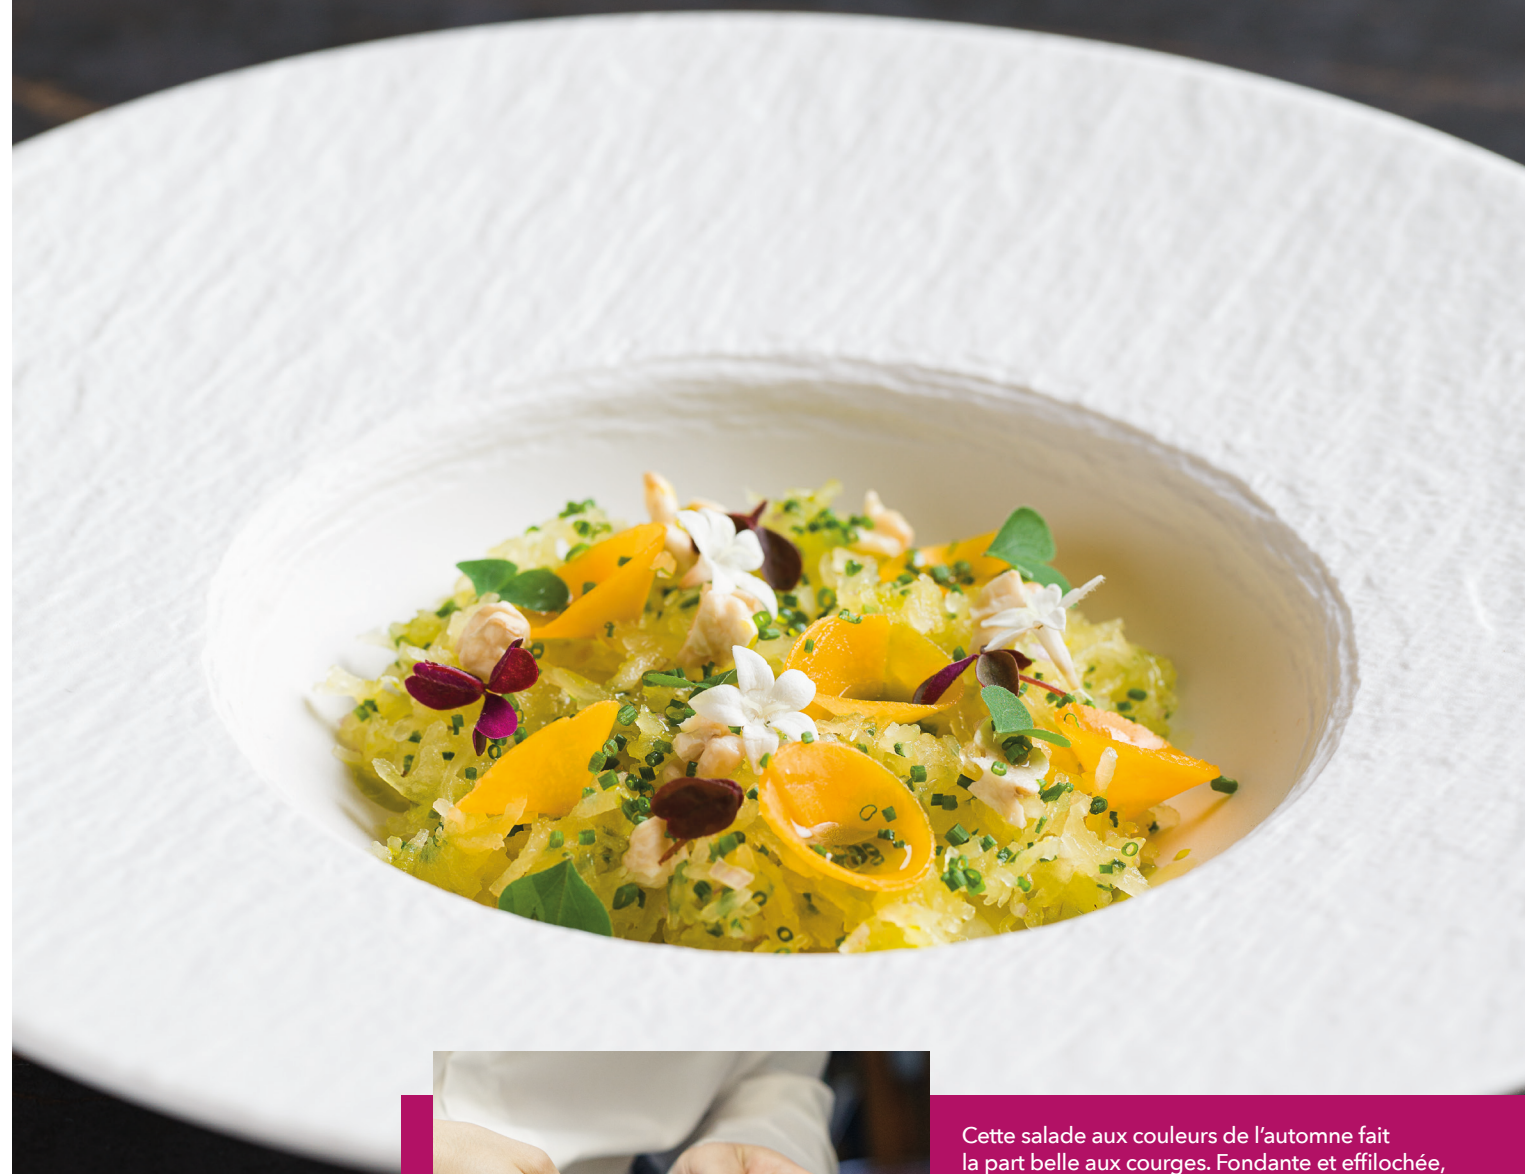 Cette salade aux couleurs de l’automne fait
la part belle aux courges. Fondante et effilochée,